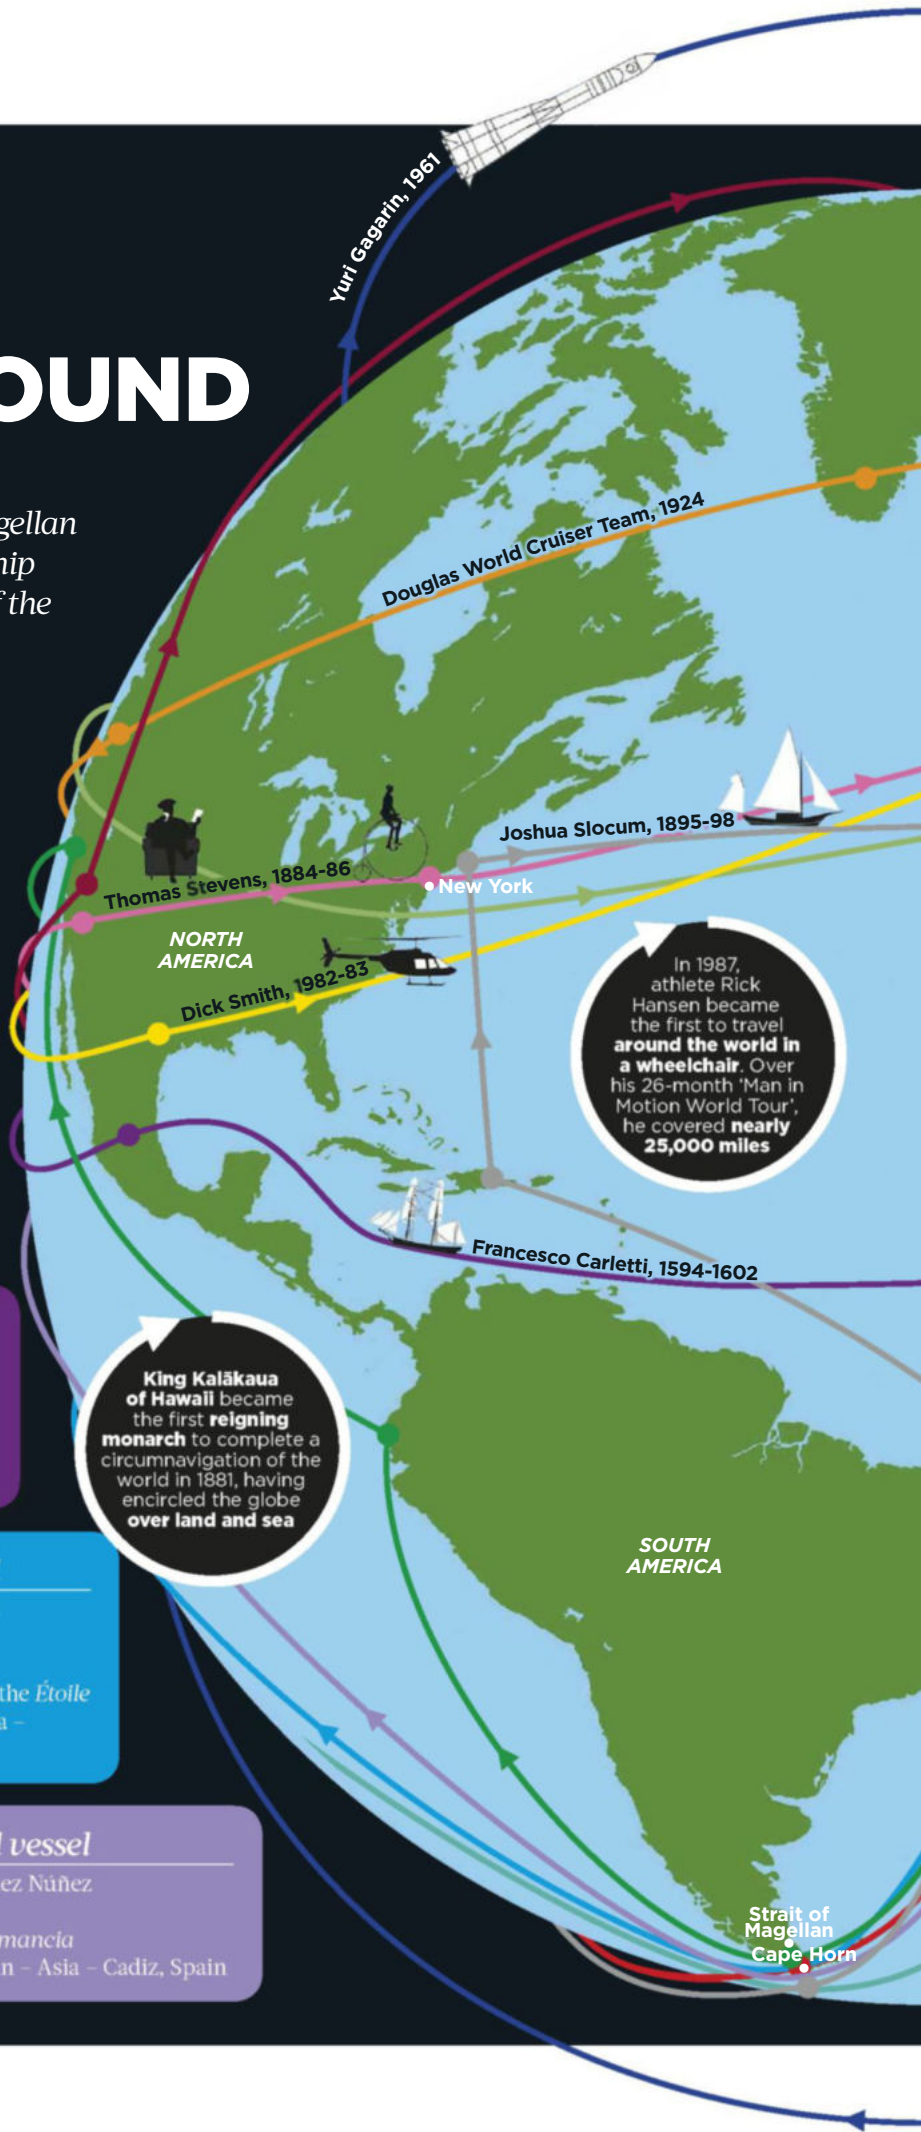 Yuri Gagarin, 1961
OUND
gellan
hip
f the
Douglas World Cruiser Team, 1924
Joshua Slocum, 1895-98
Thomas Stevens, 1884-86
New York
NORTH
AMERICA
Dick Smith, 1982-83
In 1987,
athlete Rick
Hansen became
the first to travel
around the world in
a wheelchair. Over
his 26-month ‘Man in
Motion World Tour’,
he covered nearly
25,000 miles
Francesco Carletti, 1594-1602
King Kalākaua
of Hawaii became
the first reigning
monarch to complete a
circumnavigation of the
world in 1881, having
encircled the globe
over land and sea
SOUTH
AMERICA
the Étoile
a –
l vessel
ez Núñez
mancia
n – Asia – Cadiz, Spain
Strait of
Magellan
Cape Horn